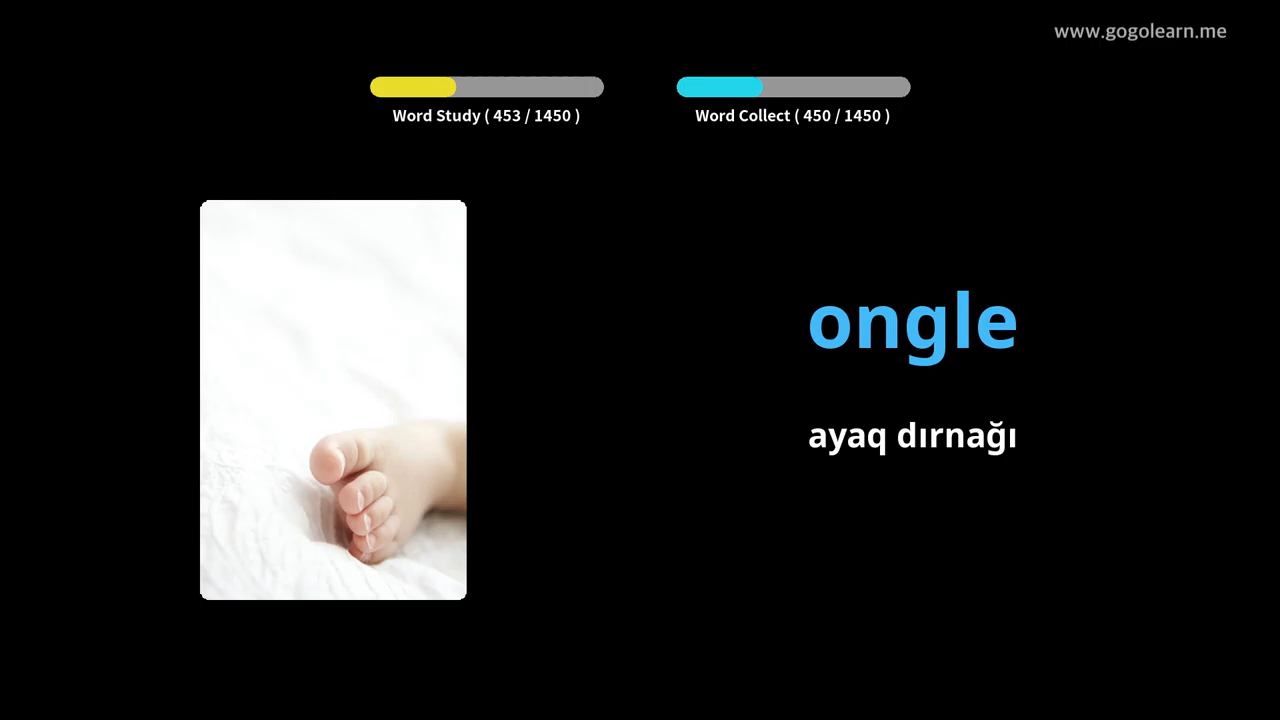 www.gogolearn.me
Word Study ( 453 / 1450 )
Word Collect ( 450 / 1450 )
ongle
ayaq dırnağı